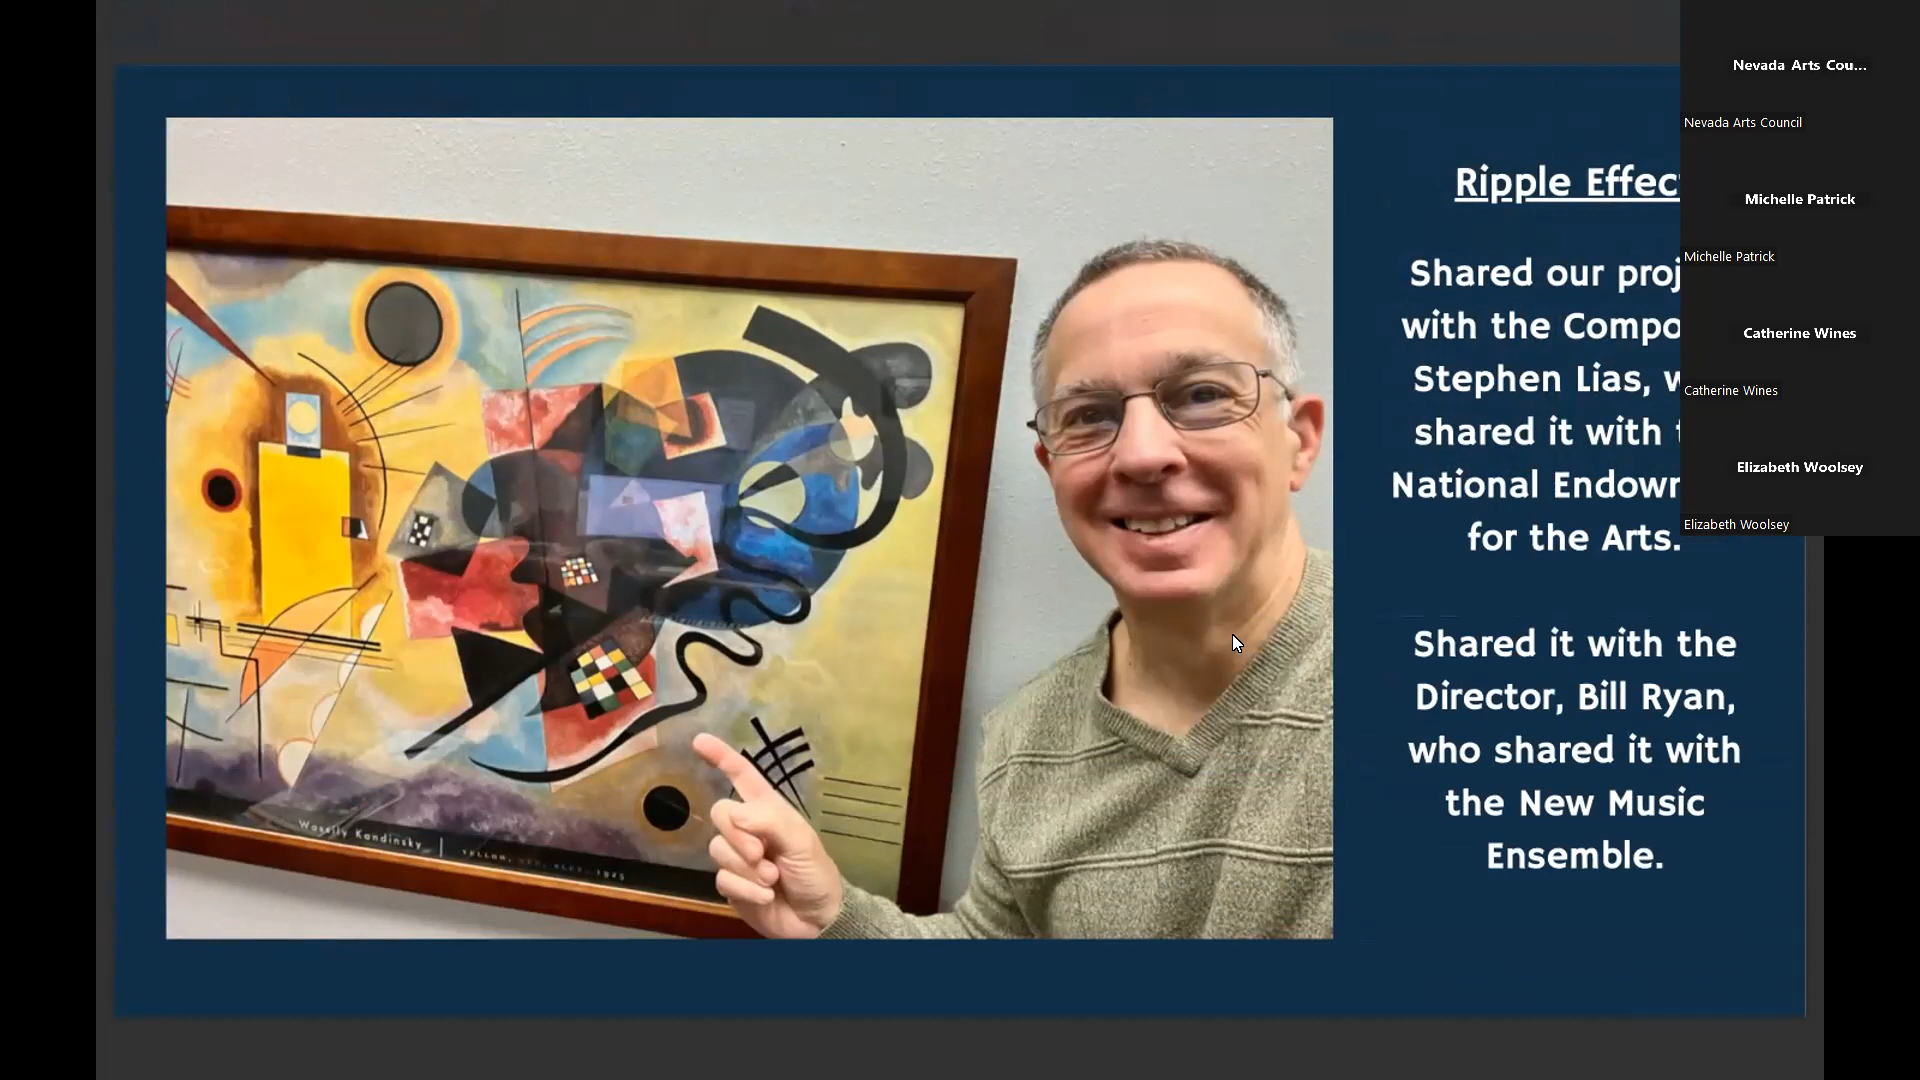 Ripple Effec
Shared our proj
with the Compo
Stephen Lias, w
shared it with t
National Endow
for the Arts.
Shared it with the
Director, Bill Ryan,
who shared it with
the New Music
Ensemble.
Wassily Kandinsky
1925
Nevada Arts Cou...
Nevada Arts Council
Michelle Patrick
Michelle Patrick
Catherine Wines
Catherine Wines
Elizabeth Woolsey
Elizabeth Woolsey